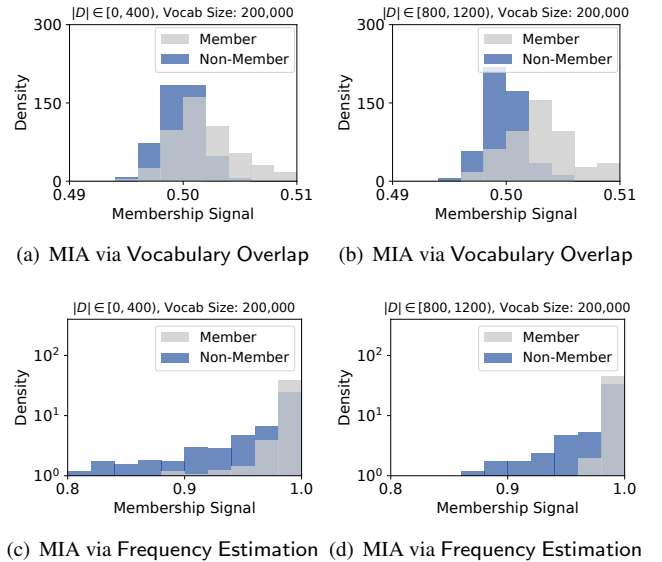 |D| ∈ [0, 400), Vocab Size: 200,000
300
150
0
Density
Member
Non-Member
0.49
0.50
0.51
Membership Signal
(a) MIA via Vocabulary Overlap
|D| ∈ [800, 1200), Vocab Size: 200,000
300
150
0
Density
Member
Non-Member
0.49
0.50
0.51
Membership Signal
(b) MIA via Vocabulary Overlap
|D| ∈ [0, 400), Vocab Size: 200,000
10²
10¹
10⁰
Density
Member
Non-Member
0.8
0.9
1.0
Membership Signal
(c) MIA via Frequency Estimation
|D| ∈ [800, 1200), Vocab Size: 200,000
10²
10¹
10⁰
Density
Member
Non-Member
0.8
0.9
1.0
Membership Signal
(d) MIA via Frequency Estimation